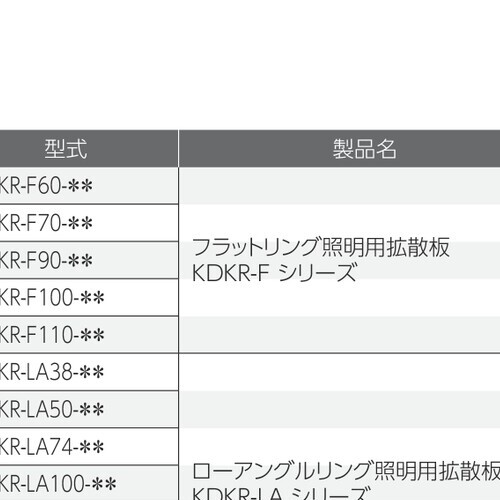 型式 製品名
KR-F60-**
KR-F70-**
フラットリング照明用拡散板
KR-F90-**
KDKR-F シリーズ
KR-F100-**
KR-F110-**
KR-LA38-**
KR-LA50-**
KR-LA74-**
ローアングルリング照明用拡散板
KR-LA100-**
KDKR-LA シリーズ